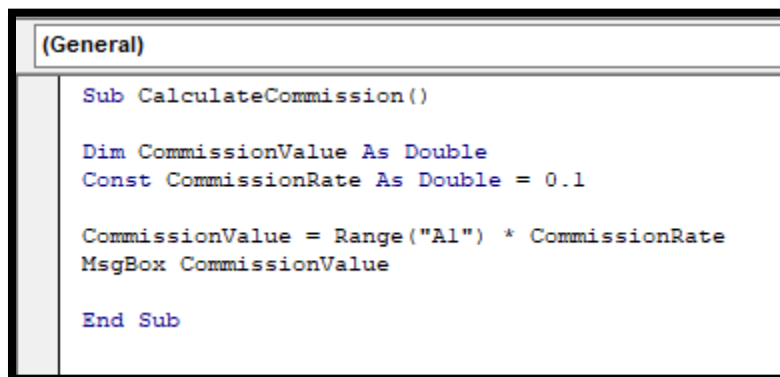 (General)
Sub CalculateCommission()
Dim CommissionValue As Double
Const CommissionRate As Double = 0.1
CommissionValue = Range("A1") * CommissionRate
MsgBox CommissionValue
End Sub